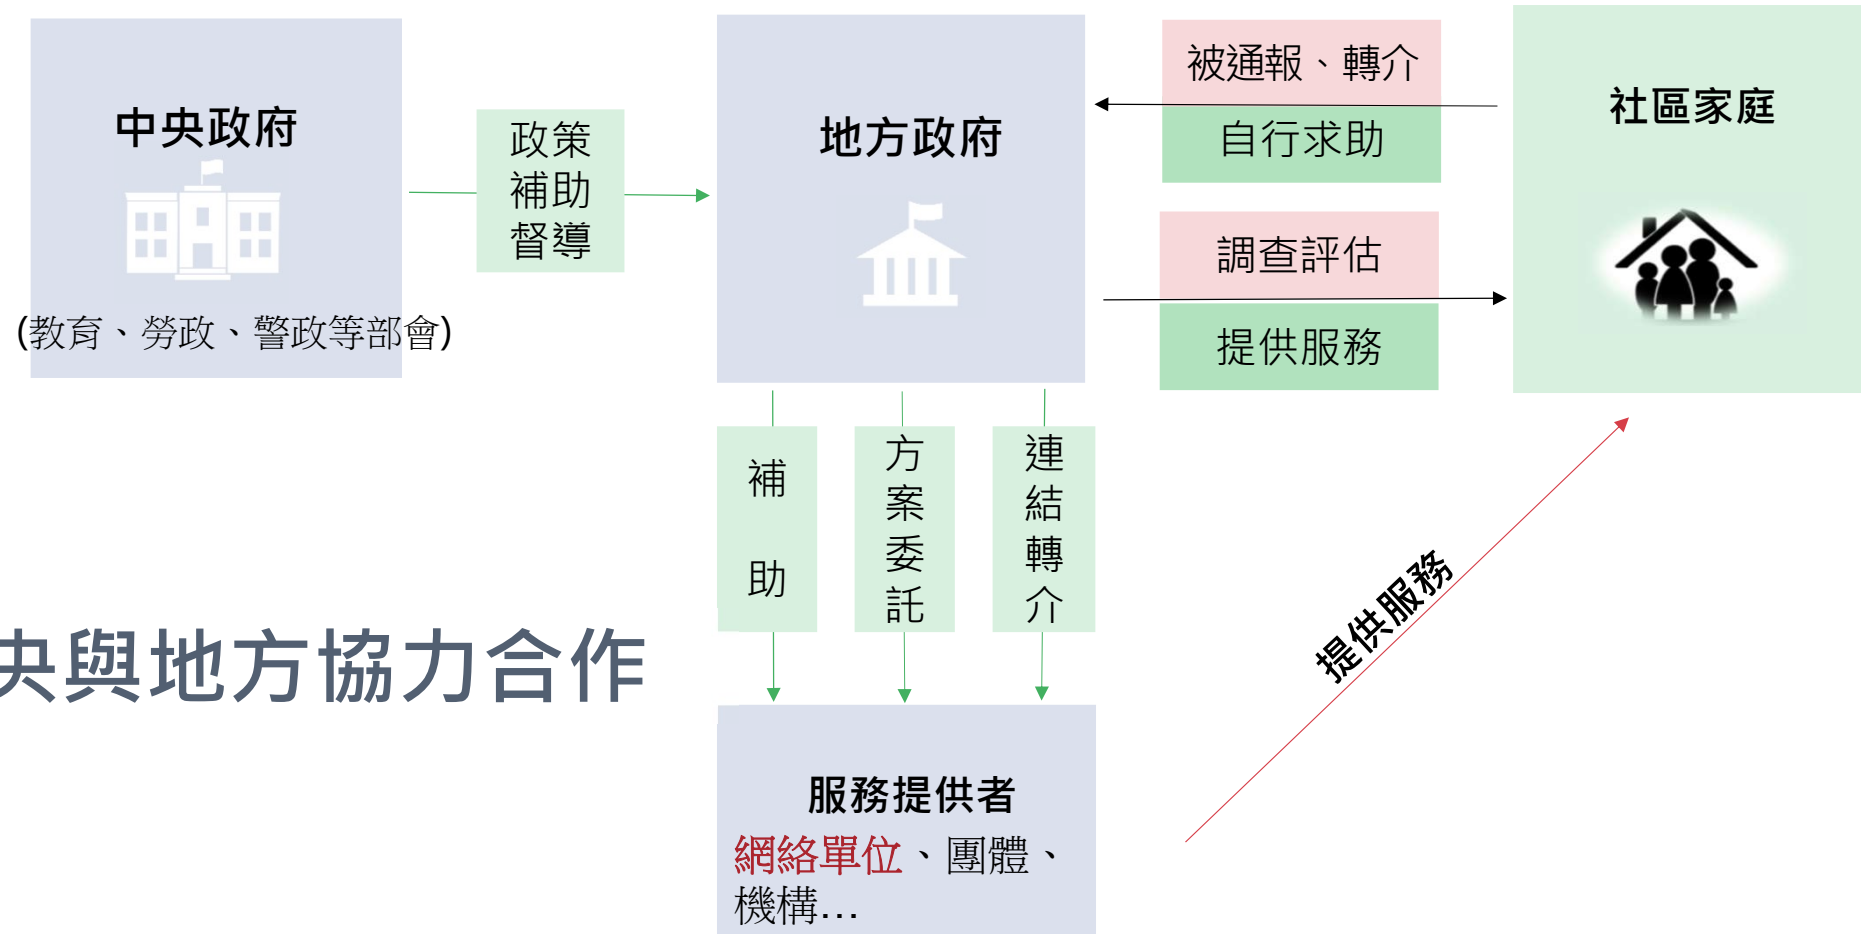 中央政府
(教育、勞政、警政等部會)
政策
補助
督導
地方政府
被通報、轉介
自行求助
調查評估
提供服務
社區家庭
補
助
方
案
委
託
連
結
轉
介
提供服務
央與地方協力合作
服務提供者
網絡單位、團體、
機構...